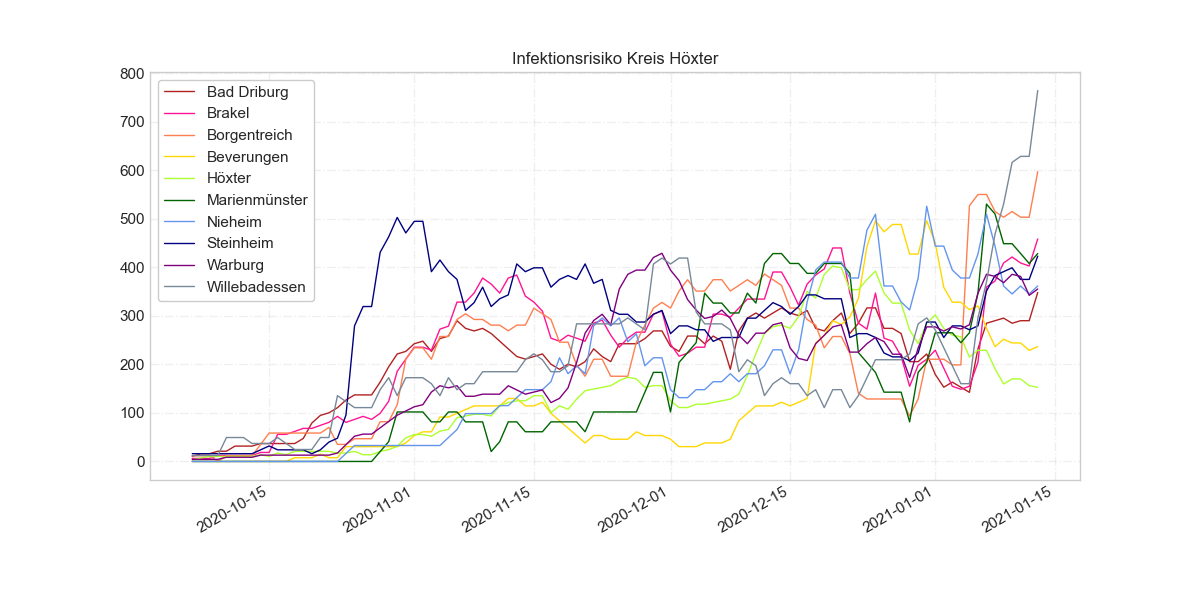 Infektionsrisiko Kreis Höxter
800
700
600
500
400
300
200
100
0
Bad Driburg
Brakel
Borgentreich
Beverungen
Höxter
Marienmünster
Nieheim
Steinheim
Warburg
Willebadessen
2020-10-15
2020-11-01
2020-11-15
2020-12-01
2020-12-15
2021-01-01
2021-01-15